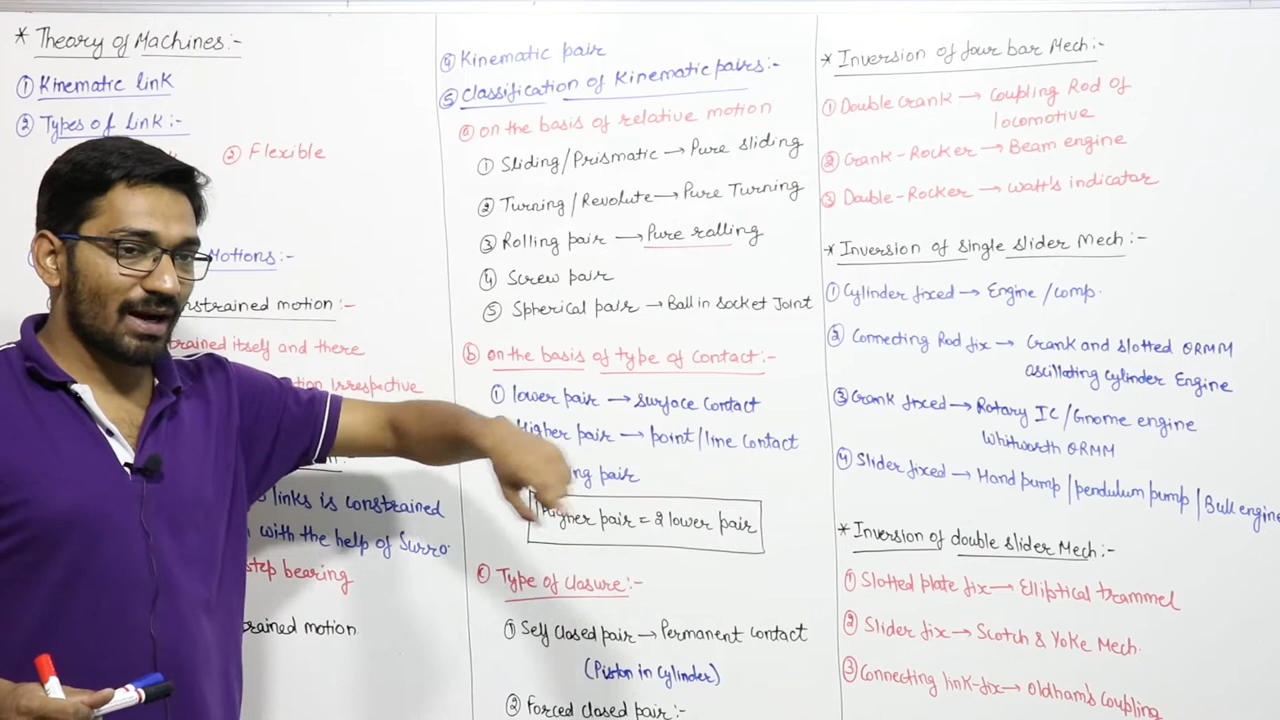 * Theory of Machines:-
① Kinematic link
② Types of link:-
② Flexible
Motions:-
motion:-
itself and there
Irrespective
links is constrained
with the help of Surro.
step bearing
motion
④ Kinematic pair
⑤ Classification of Kinematic pairs:-
ⓐ on the basis of relative motion
① Sliding/Prismatic → Pure sliding
② Turning/Revolute → Pure Turning
③ Rolling pair → Pure rolling
④ Screw pair
⑤ Spherical pair → Ball in socket Joint
ⓑ on the basis of type of contact:-
① lower pair → surface contact
Higher pair → point/line contact
pair
Higher pair = 2 lower pair
ⓒ Type of closure:-
① Self closed pair → Permanent contact
(Piston in cylinder)
② Forced closed pair:-
* Inversion of four bar Mech:-
① Double crank → Coupling Rod of
locomotive
② Crank-Rocker → Beam engine
③ Double-Rocker → Watt's indicator
* Inversion of single slider Mech:-
① Cylinder fixed → Engine/comp.
② Connecting Rod fix → Crank and slotted QRMM
oscillating cylinder Engine
③ Crank fixed → Rotary IC/Gnome engine
Whitworth QRMM
④ Slider fixed → Hand pump/pendulum pump/Bull engine
* Inversion of double slider Mech:-
① Slotted plate fix → Elliptical trammel
② Slider fix → Scotch & Yoke Mech.
③ Connecting link-fix → Oldham's coupling